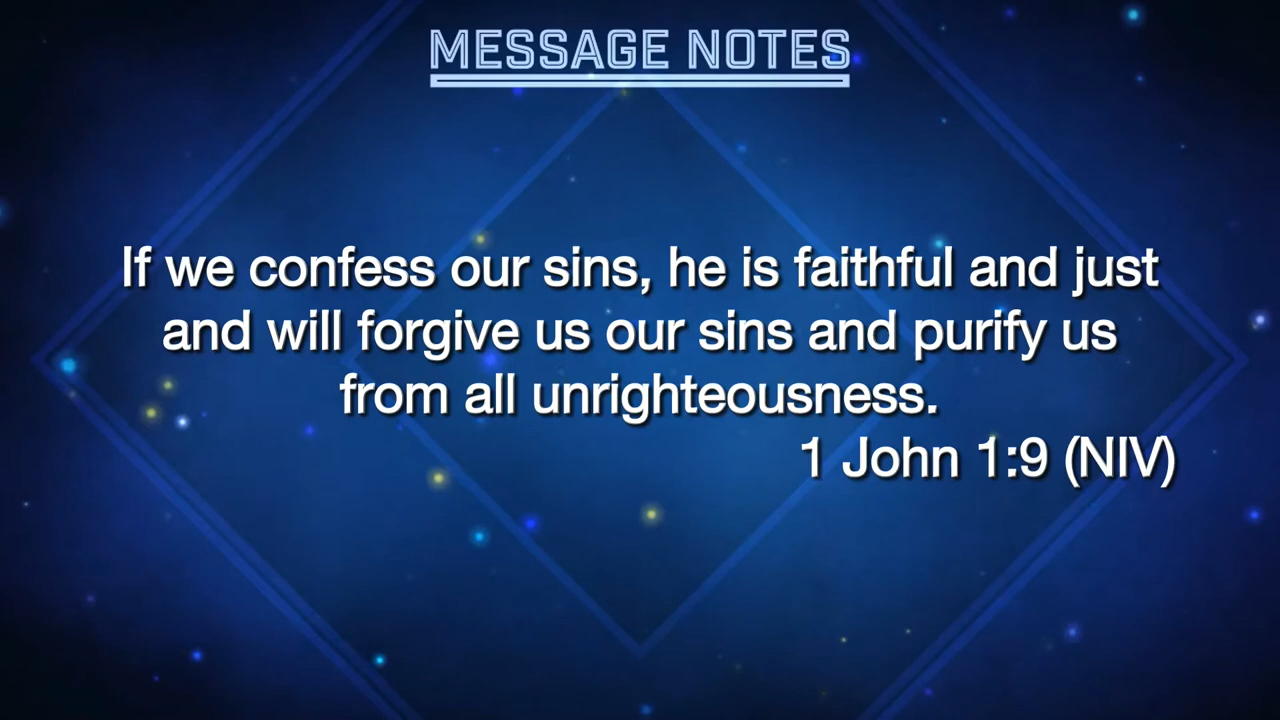 MESSAGE NOTES
If we confess our sins, he is faithful and just
and will forgive us our sins and purify us
from all unrighteousness.
1 John 1:9 (NIV)